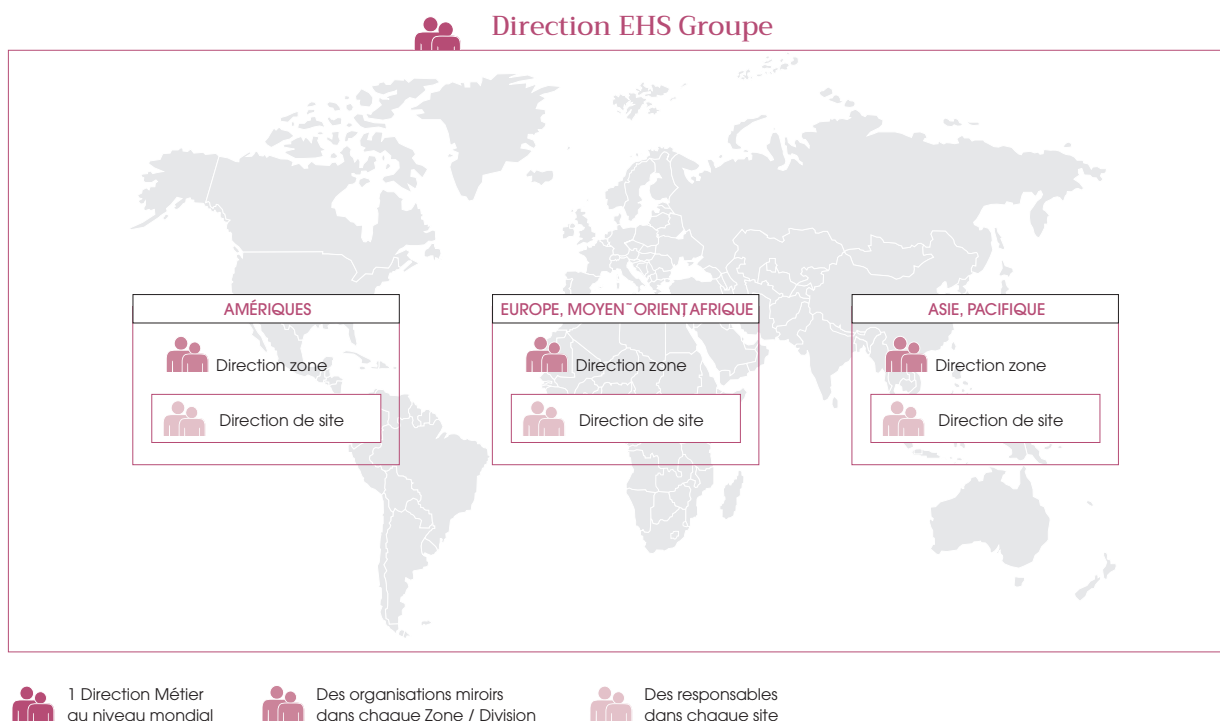 Direction EHS Groupe
AMÉRIQUES
Direction zone
Direction de site
EUROPE, MOYEN-ORIENT, AFRIQUE
Direction zone
Direction de site
ASIE, PACIFIQUE
Direction zone
Direction de site
1 Direction Métier
au niveau mondial
Des organisations miroirs
dans chaque Zone / Division
Des responsables
dans chaque site